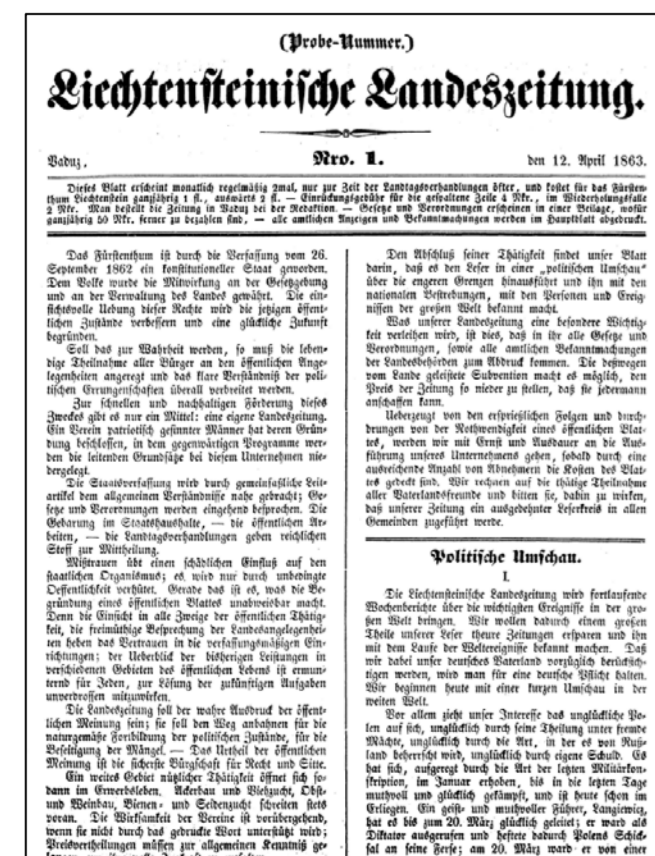 (Probe-Nummer.)
Liechtensteinische Landeszeitung.
Vaduz,
Nro. 1.
den 12. April 1863.
Dieses Blatt erscheint monatlich regelmäßig 2mal, nur zur Zeit der Landtagsverhandlungen öfter, und kostet für das Fürsten-
thum Liechtenstein ganzjährig 1 fl., auswärts 2 fl. — Einrückungsgebühr für die gespaltene Zeile 4 Nkr., im Wiederholungsfalle
2 Nkr. Man bestellt die Zeitung in Vaduz bei der Redaktion. — Gesetze und Verordnungen erscheinen in einer Beilage, wofür
ganzjährig 50 Nkr. ferner zu bezahlen sind, — alle amtlichen Anzeigen und Bekanntmachungen werden im Hauptblatt abgedruckt.
Das Fürstenthum ist durch die Verfassung vom 26.
September 1862 ein konstitutioneller Staat geworden.
Dem Volke wurde die Mitwirkung an der Gesetzgebung
und an der Verwaltung des Landes gewährt. Die ein-
sichtsvolle Uebung dieser Rechte wird die jetzigen öffent-
lichen Zustände verbessern und eine glückliche Zukunft
begründen.
Soll das zur Wahrheit werden, so muß die leben-
dige Theilnahme aller Bürger an den öffentlichen Ange-
legenheiten angeregt und das klare Verständniß der poli-
tischen Errungenschaften überall verbreitet werden.
Zur schnellen und nachhaltigen Förderung dieses
Zweckes gibt es nur ein Mittel: eine eigene Landeszeitung.
Ein Verein patriotisch gesinnter Männer hat deren Grün-
dung beschlossen, in dem gegenwärtigen Programme wer-
den die leitenden Grundsätze bei diesem Unternehmen nie-
dergelegt.
Die Staatsverfassung wird durch gemeinfaßliche Leit-
artikel dem allgemeinen Verständnisse nahe gebracht; Ge-
setze und Verordnungen werden eingehend besprochen. Die
Gebarung im Staatshaushalte, — die öffentlichen Ar-
beiten, — die Landtagsverhandlungen geben reichlichen
Stoff zur Mittheilung.
Mißtrauen übt einen schädlichen Einfluß auf den
staatlichen Organismus; es wird nur durch unbedingte
Oeffentlichkeit verhütet. Gerade das ist es, was die Be-
gründung eines öffentlichen Blattes unabweisbar macht.
Denn die Einsicht in alle Zweige der öffentlichen Thätig-
keit, die freimüthige Besprechung der Landesangelegenhei-
ten heben das Vertrauen in die verfassungsmäßigen Ein-
richtungen; der Ueberblick der bisherigen Leistungen in
verschiedenen Gebieten des öffentlichen Lebens ist ermun-
ternd für Jeden, zur Lösung der zukünftigen Aufgaben
unverdrossen mitzuwirken.
Die Landeszeitung soll der wahre Ausdruck der öffent-
lichen Meinung sein; sie soll den Weg anbahnen für die
naturgemäße Fortbildung der politischen Zustände, für die
Beseitigung der Mängel. — Das Urtheil der öffentlichen
Meinung ist die sicherste Bürgschaft für Recht und Sitte.
Ein weites Gebiet nützlicher Thätigkeit öffnet sich so-
dann im Erwerbsleben. Ackerbau und Viehzucht, Obst-
und Weinbau, Bienen- und Seidenzucht schreiten stets
voran. Die Wirksamkeit der Vereine ist vorübergehend,
wenn sie nicht durch das gedruckte Wort unterstützt wird;
Preisvertheilungen müssen zur allgemeinen Kenntniß ge-
Den Abschluß seiner Thätigkeit findet unser Blatt
darin, daß es den Leser in einer „politischen Umschau“
über die engeren Grenzen hinausführt und ihn mit den
nationalen Bestrebungen, mit den Personen und Ereig-
nissen der großen Welt bekannt macht.
Was unserer Landeszeitung eine besondere Wichtig-
keit verleihen wird, ist dies, daß in ihr alle Gesetze und
Verordnungen, sowie alle amtlichen Bekanntmachungen
der Landesbehörden zum Abdruck kommen. Die deßwegen
vom Lande geleistete Subvention macht es möglich, den
Preis der Zeitung so nieder zu stellen, daß sie jedermann
anschaffen kann.
Ueberzeugt von den ersprießlichen Folgen und durch-
drungen von der Nothwendigkeit eines öffentlichen Blat-
tes, werden wir mit Ernst und Ausdauer an die Aus-
führung unseres Unternehmens gehen, sobald durch eine
ausreichende Anzahl von Abnehmern die Kosten des Blat-
tes gedeckt sind. Wir rechnen auf die thätige Theilnahme
aller Vaterlandsfreunde und bitten sie, dahin zu wirken,
daß unserer Zeitung ein ausgedehnter Leserkreis in allen
Gemeinden zugeführt werde.
Politische Umschau.
I.
Die Liechtensteinische Landeszeitung wird fortlaufende
Wochenberichte über die wichtigsten Ereignisse in der gro-
ßen Welt bringen. Wir wollen dadurch einem großen
Theile unserer Leser theure Zeitungen ersparen und ihn
mit dem Laufe der Weltereignisse bekannt machen. Daß
wir dabei unser deutsches Vaterland vorzüglich berücksich-
tigen werden, wird man für eine deutsche Pflicht halten.
Wir beginnen heute mit einer kurzen Umschau in der
weiten Welt.
Vor allem zieht unser Interesse das unglückliche Po-
len auf sich, unglücklich durch seine Theilung unter fremde
Mächte, unglücklich durch die Art, in der es von Ruß-
land beherrscht wird, unglücklich durch eigene Schuld. Es
hat sich, aufgeregt durch die Art der letzten Militärkon-
skription, im Januar erhoben, bis in die letzten Tage
muthvoll und glücklich gekämpft, und ist heute schon im
Erliegen. Ein geist- und muthvoller Führer, Langiewicz,
hat es bis zum 20. März glücklich geleitet; er ward als
Diktator ausgerufen und heftete dadurch Polens Schick-
sal an seine Ferse; am 20. März ward er von einer